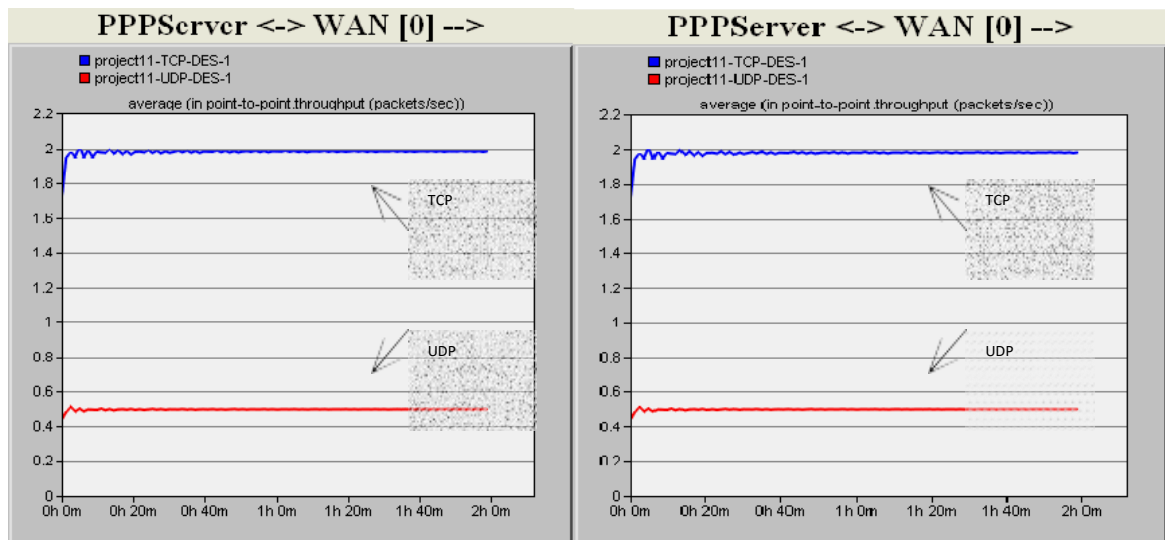 PPPServer <-> WAN [0] -->
project11-TCP-DES-1
project11-UDP-DES-1
average (in point-to-point.throughput (packets/sec))
2.2
2
1.8
TCP
1.6
1.4
1.2
1
0.8
UDP
0.6
0.4
0.2
0
0h 0m 0h 20m 0h 40m 1h 0m 1h 20m 1h 40m 2h 0m
PPPServer <-> WAN [0] -->
project11-TCP-DES-1
project11-UDP-DES-1
average (in point-to-point.throughput (packets/sec))
2.2
2
1.8
TCP
1.6
1.4
1.2
1
0.8
UDP
0.6
0.4
0.2
0
0h 0m 0h 20m 0h 40m 1h 0m 1h 20m 1h 40m 2h 0m